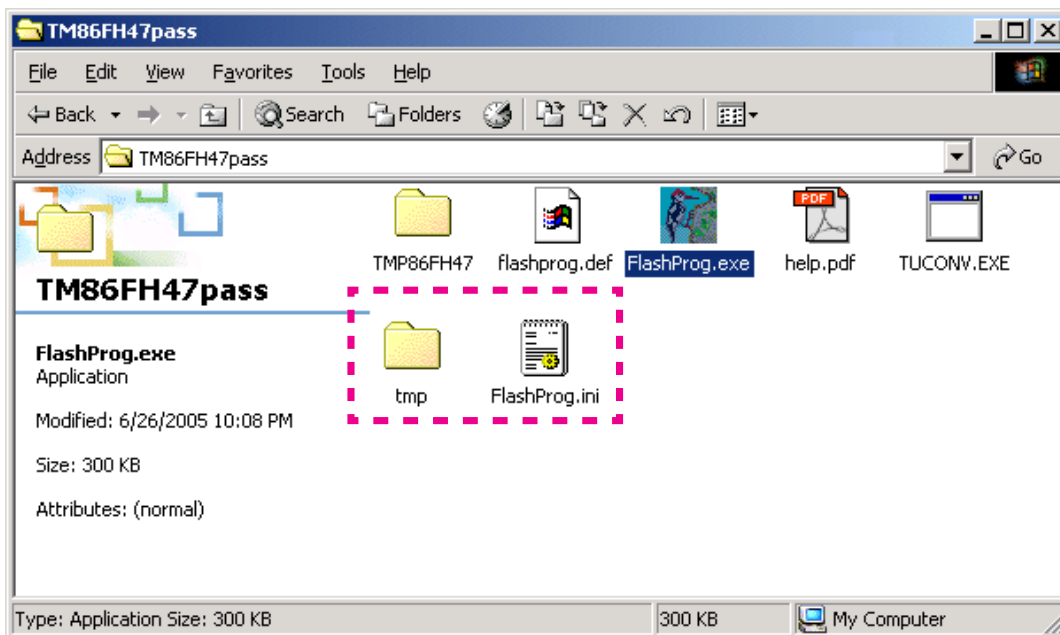 TM86FH47pass
File Edit View Favorites Tools Help
Back Search Folders
Address TM86FH47pass Go
PDF
TMP86FH47 flashprog.def FlashProg.exe help.pdf TUCONV.EXE
TM86FH47pass
tmp FlashProg.ini
FlashProg.exe
Application
Modified: 6/26/2005 10:08 PM
Size: 300 KB
Attributes: (normal)
Type: Application Size: 300 KB 300 KB My Computer